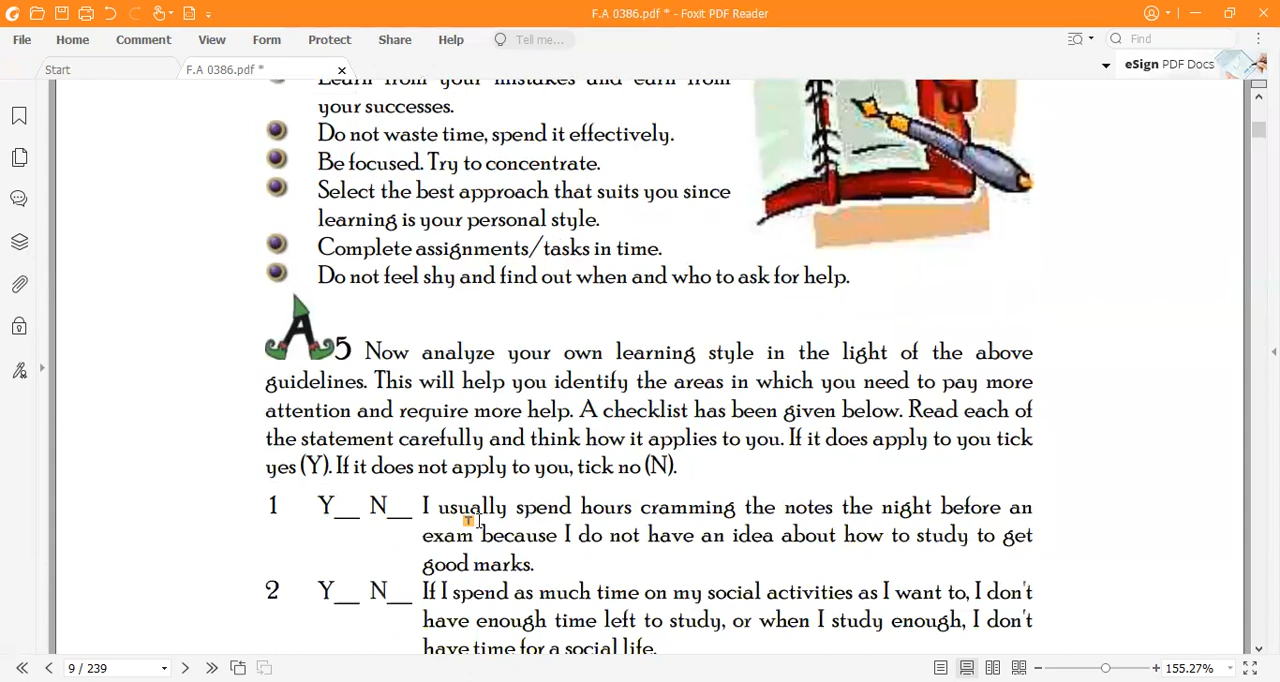 F.A 0386.pdf * - Foxit PDF Reader
File Home Comment View Form Protect Share Help Tell me... Find
Start F.A 0386.pdf * eSign PDF Docs
Learn from your mistakes and earn from
your successes.
Do not waste time, spend it effectively.
Be focused. Try to concentrate.
Select the best approach that suits you since
learning is your personal style.
Complete assignments/tasks in time.
Do not feel shy and find out when and who to ask for help.
A5 Now analyze your own learning style in the light of the above
guidelines. This will help you identify the areas in which you need to pay more
attention and require more help. A checklist has been given below. Read each of
the statement carefully and think how it applies to you. If it does apply to you tick
yes (Y). If it does not apply to you, tick no (N).
1 Y__ N__ I usually spend hours cramming the notes the night before an
exam because I do not have an idea about how to study to get
good marks.
2 Y__ N__ If I spend as much time on my social activities as I want to, I don't
have enough time left to study, or when I study enough, I don't
have time for a social life.
9 / 239 155.27%